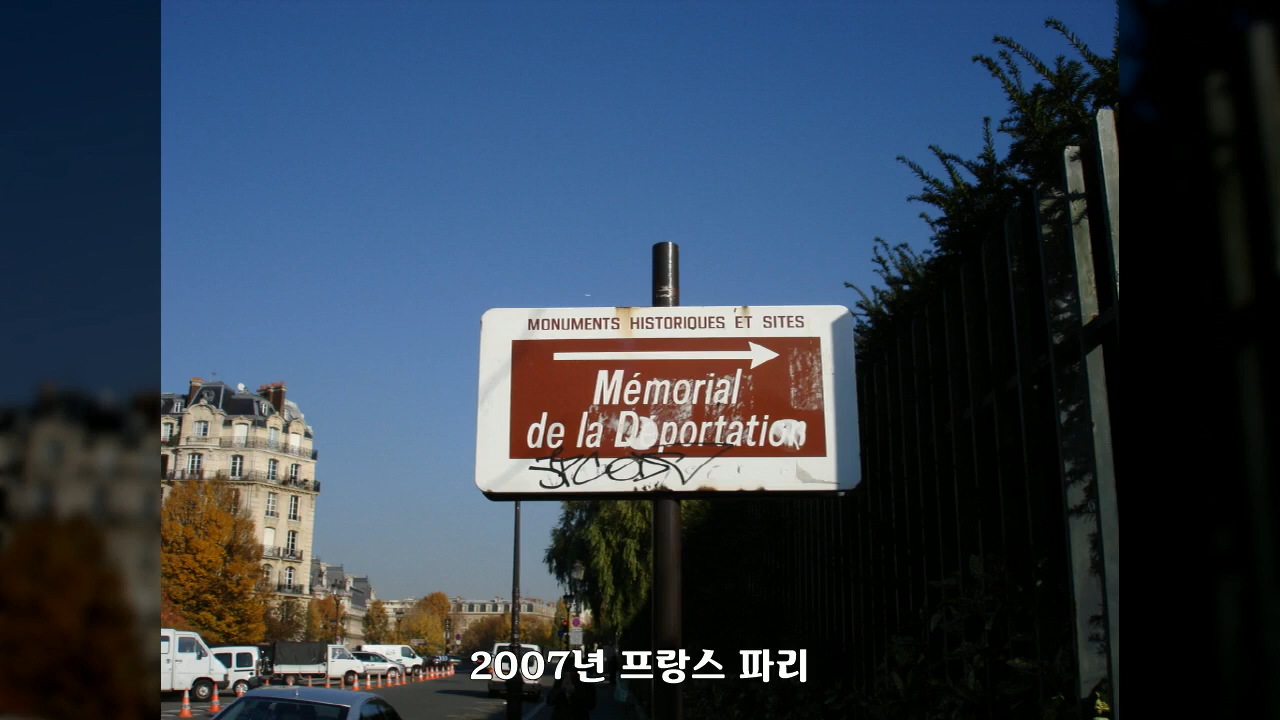 MONUMENTS HISTORIQUES ET SITES
Mémorial
de la Déportation
2007년 프랑스 파리